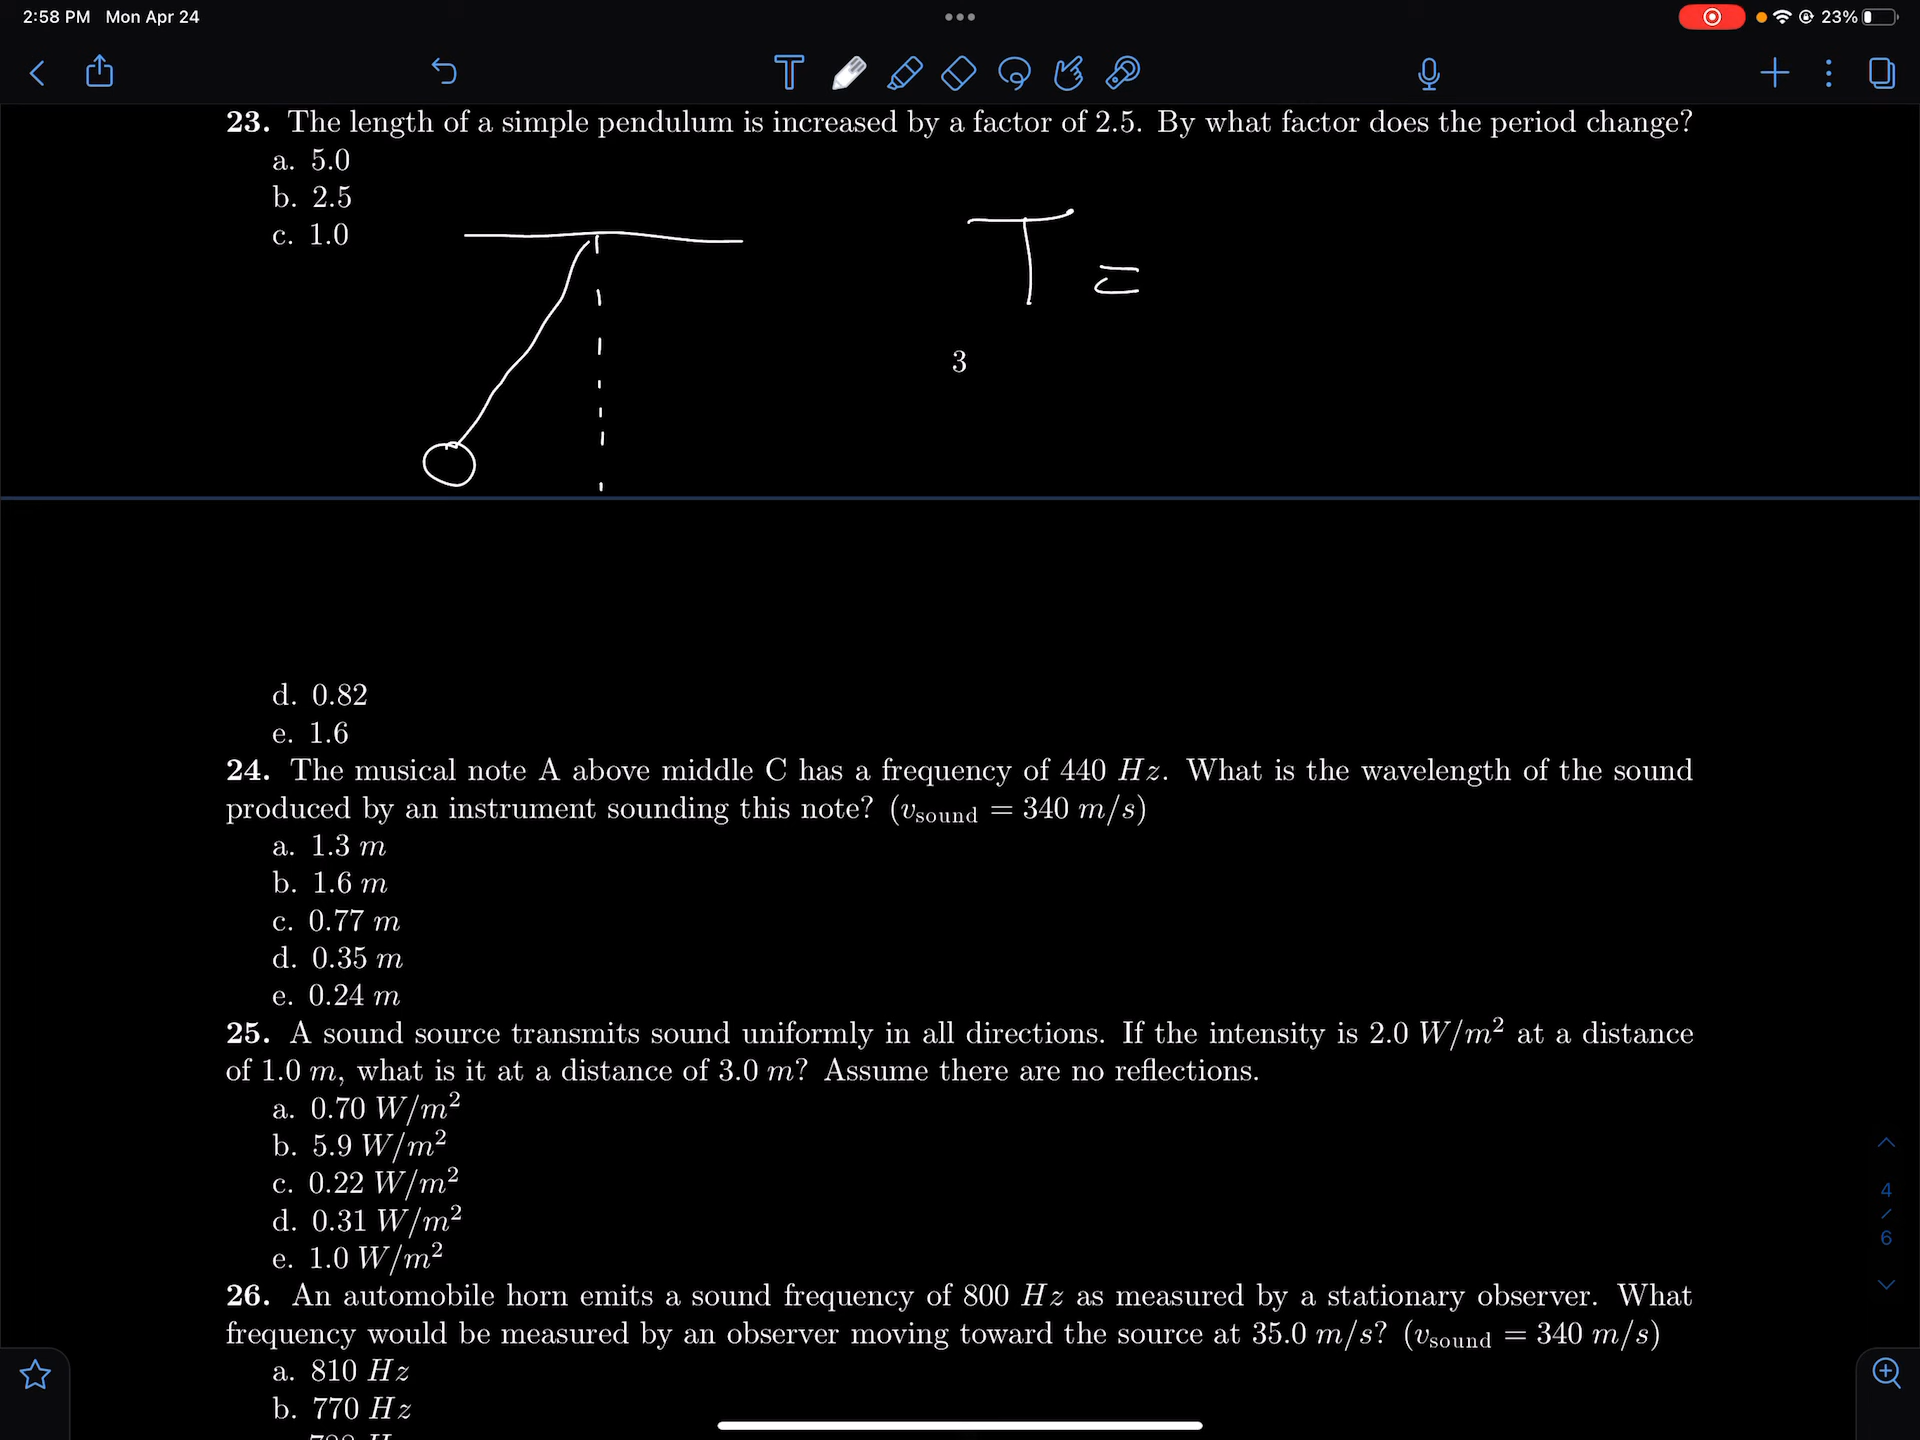 2:58 PM Mon Apr 24
23%
T
23. The length of a simple pendulum is increased by a factor of 2.5. By what factor does the period change?
a. 5.0
b. 2.5
c. 1.0
T =
3
d. 0.82
e. 1.6
24. The musical note A above middle C has a frequency of 440 Hz. What is the wavelength of the sound
produced by an instrument sounding this note? (v_sound = 340 m/s)
a. 1.3 m
b. 1.6 m
c. 0.77 m
d. 0.35 m
e. 0.24 m
25. A sound source transmits sound uniformly in all directions. If the intensity is 2.0 W/m² at a distance
of 1.0 m, what is it at a distance of 3.0 m? Assume there are no reflections.
a. 0.70 W/m²
b. 5.9 W/m²
c. 0.22 W/m²
d. 0.31 W/m²
e. 1.0 W/m²
4
/
6
26. An automobile horn emits a sound frequency of 800 Hz as measured by a stationary observer. What
frequency would be measured by an observer moving toward the source at 35.0 m/s? (v_sound = 340 m/s)
a. 810 Hz
b. 770 Hz